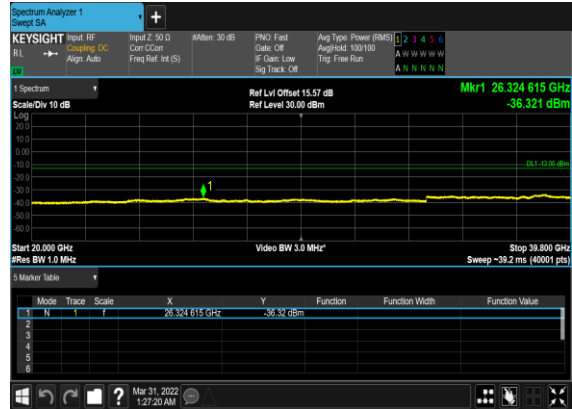 Spectrum Analyzer 1
Swept SA
KEYSIGHT Input: RF Input Z: 50 Ω #Atten: 30 dB PNO: Fast Avg Type: Power (RMS) 1 2 3 4 5 6
RL Coupling: DC Corr CCorr Gate: Off Avg|Hold: 100/100 A W W W W W
Align: Auto Freq Ref: Int (S) IF Gain: Low Trig: Free Run
Sig Track: Off A N N N N N
1 Spectrum Ref Lvl Offset 15.57 dB Mkr1 26.324 615 GHz
Scale/Div 10 dB Ref Level 30.00 dBm -36.321 dBm
Log
20.0
10.0
0.00
-10.0 DL1 -13.00 dBm
-20.0
-30.0 1
-40.0
-50.0
-60.0
Start 20.000 GHz Video BW 3.0 MHz* Stop 39.800 GHz
#Res BW 1.0 MHz Sweep ~39.2 ms (40001 pts)
5 Marker Table
Mode Trace Scale X Y Function Function Width Function Value
1 N 1 f 26.324 615 GHz -36.32 dBm
2
3
4
5
6
? Mar 31, 2022
1:27:20 AM